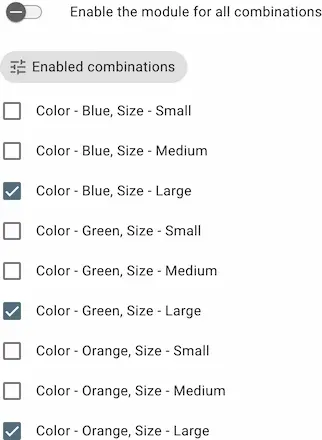 Enable the module for all combinations
Enabled combinations
Color - Blue, Size - Small
Color - Blue, Size - Medium
Color - Blue, Size - Large
Color - Green, Size - Small
Color - Green, Size - Medium
Color - Green, Size - Large
Color - Orange, Size - Small
Color - Orange, Size - Medium
Color - Orange, Size - Large